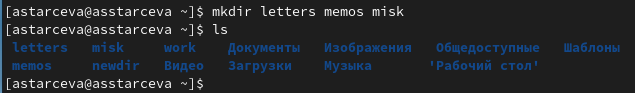 [astarceva@asstarceva ~]$ mkdir letters memos misk
[astarceva@asstarceva ~]$ ls
letters misk work Документы Изображения Общедоступные Шаблоны
memos newdir Видео Загрузки Музыка 'Рабочий стол'
[astarceva@asstarceva ~]$